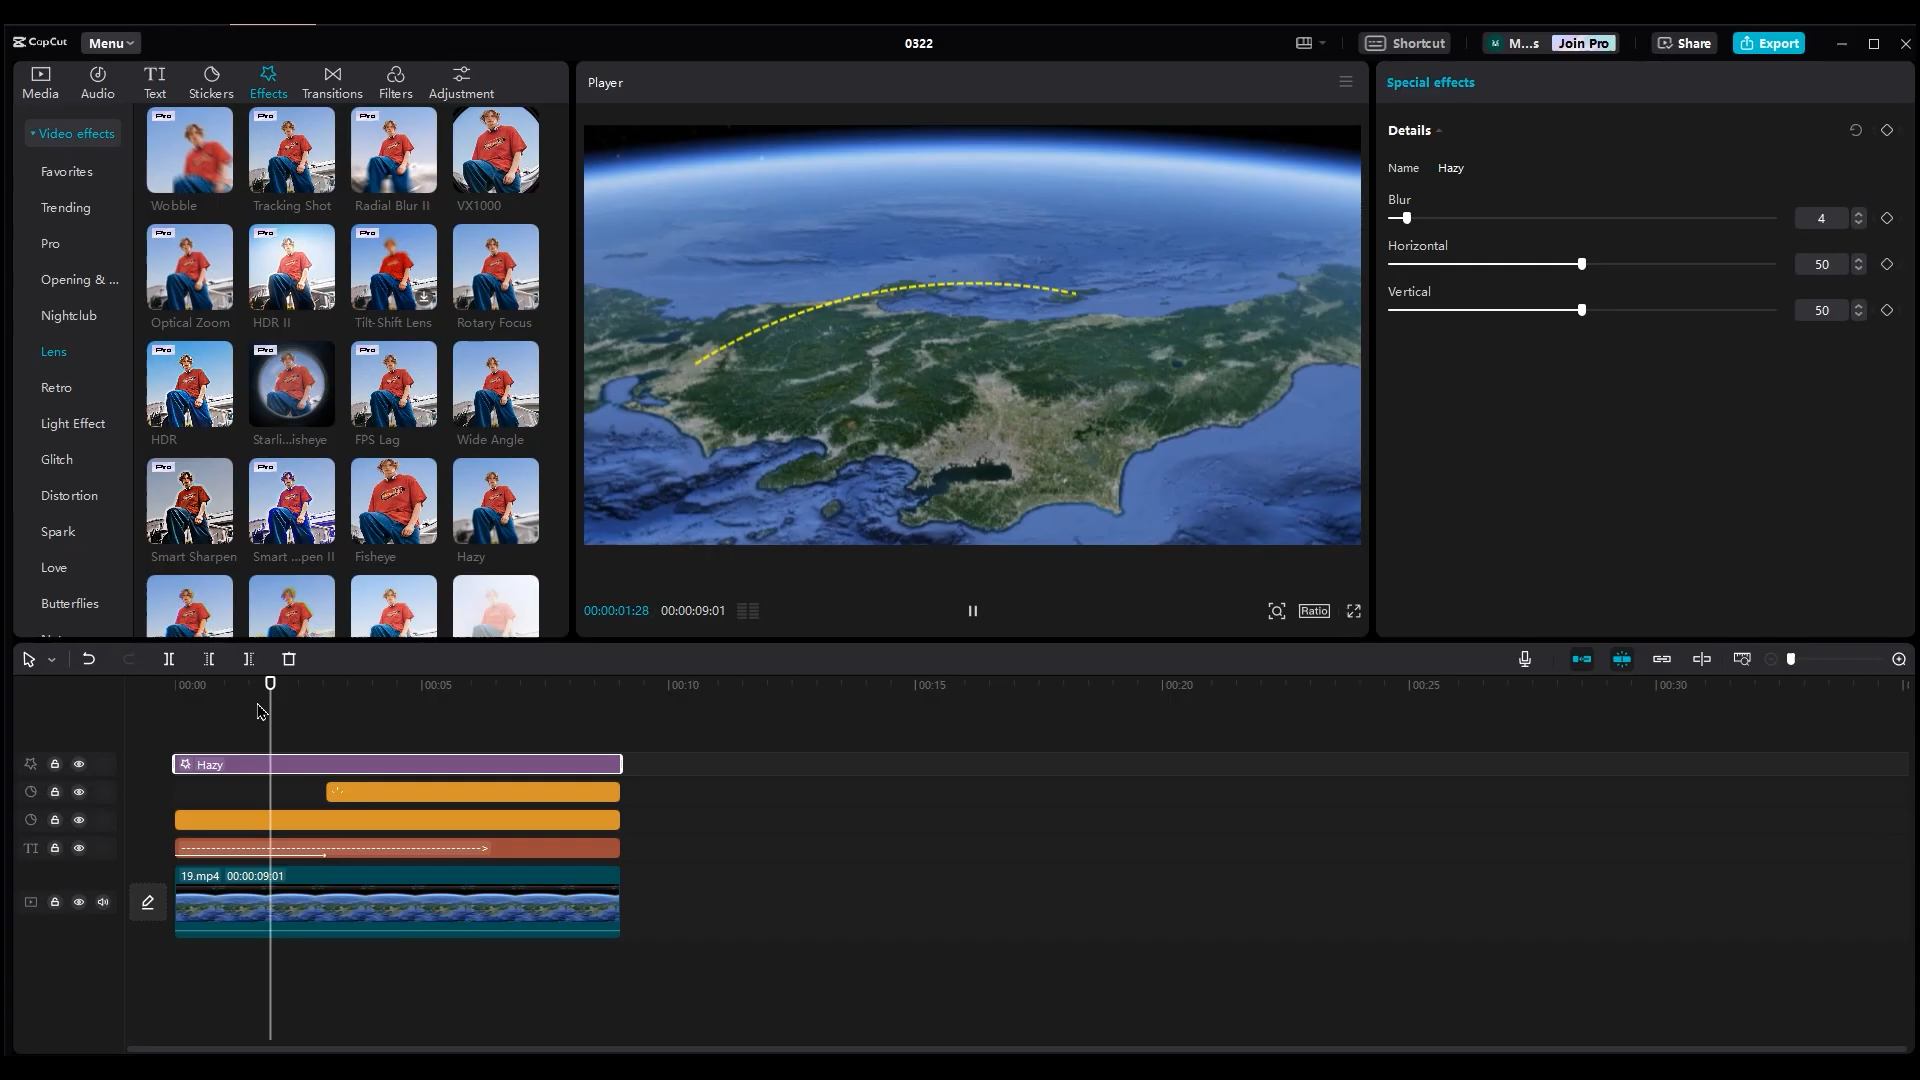 CapCut Menu 0322 Shortcut M...s Join Pro Share Export
Media Audio Text Stickers Effects Transitions Filters Adjustment
Video effects
Favorites
Trending
Pro
Opening & ...
Nightclub
Lens
Retro
Light Effect
Glitch
Distortion
Spark
Love
Butterflies
Pro Pro Pro
Wobble Tracking Shot Radial Blur II VX1000
Pro Pro Pro
Optical Zoom HDR II Tilt-Shift Lens Rotary Focus
Pro Pro Pro
HDR Starli...isheye FPS Lag Wide Angle
Pro Pro
Smart Sharpen Smart ...pen II Fisheye Hazy
Player
00:00:01:28 00:00:09:01 Ratio
Special effects
Details
Name Hazy
Blur
4
Horizontal
50
Vertical
50
00:00 00:05 00:10 00:15 00:20 00:25 00:30
Hazy
TI ---------------------------------------------------->
19.mp4 00:00:09:01